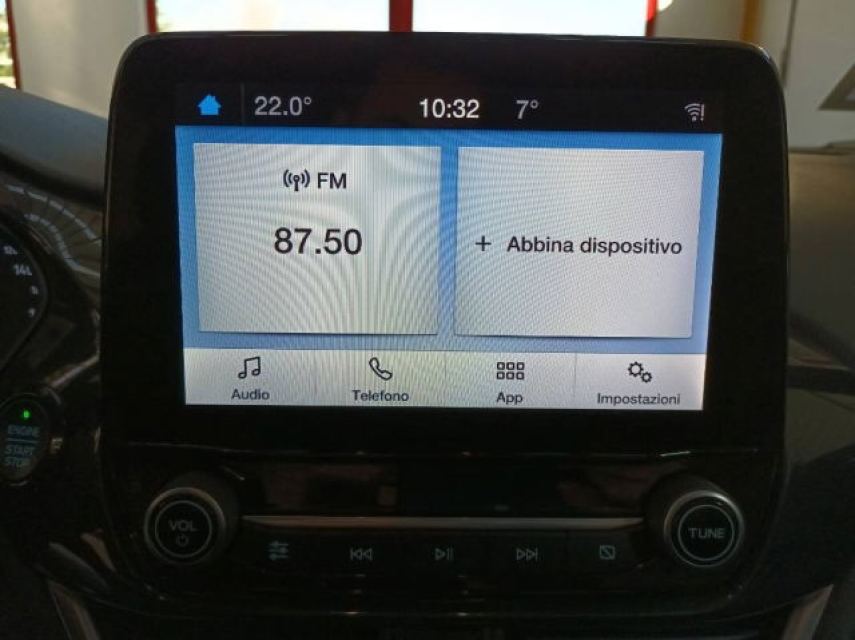 22.0° 10:32 7°
FM
87.50
+ Abbina dispositivo
Audio Telefono App Impostazioni
ENGINE
START
STOP
VOL
TUNE